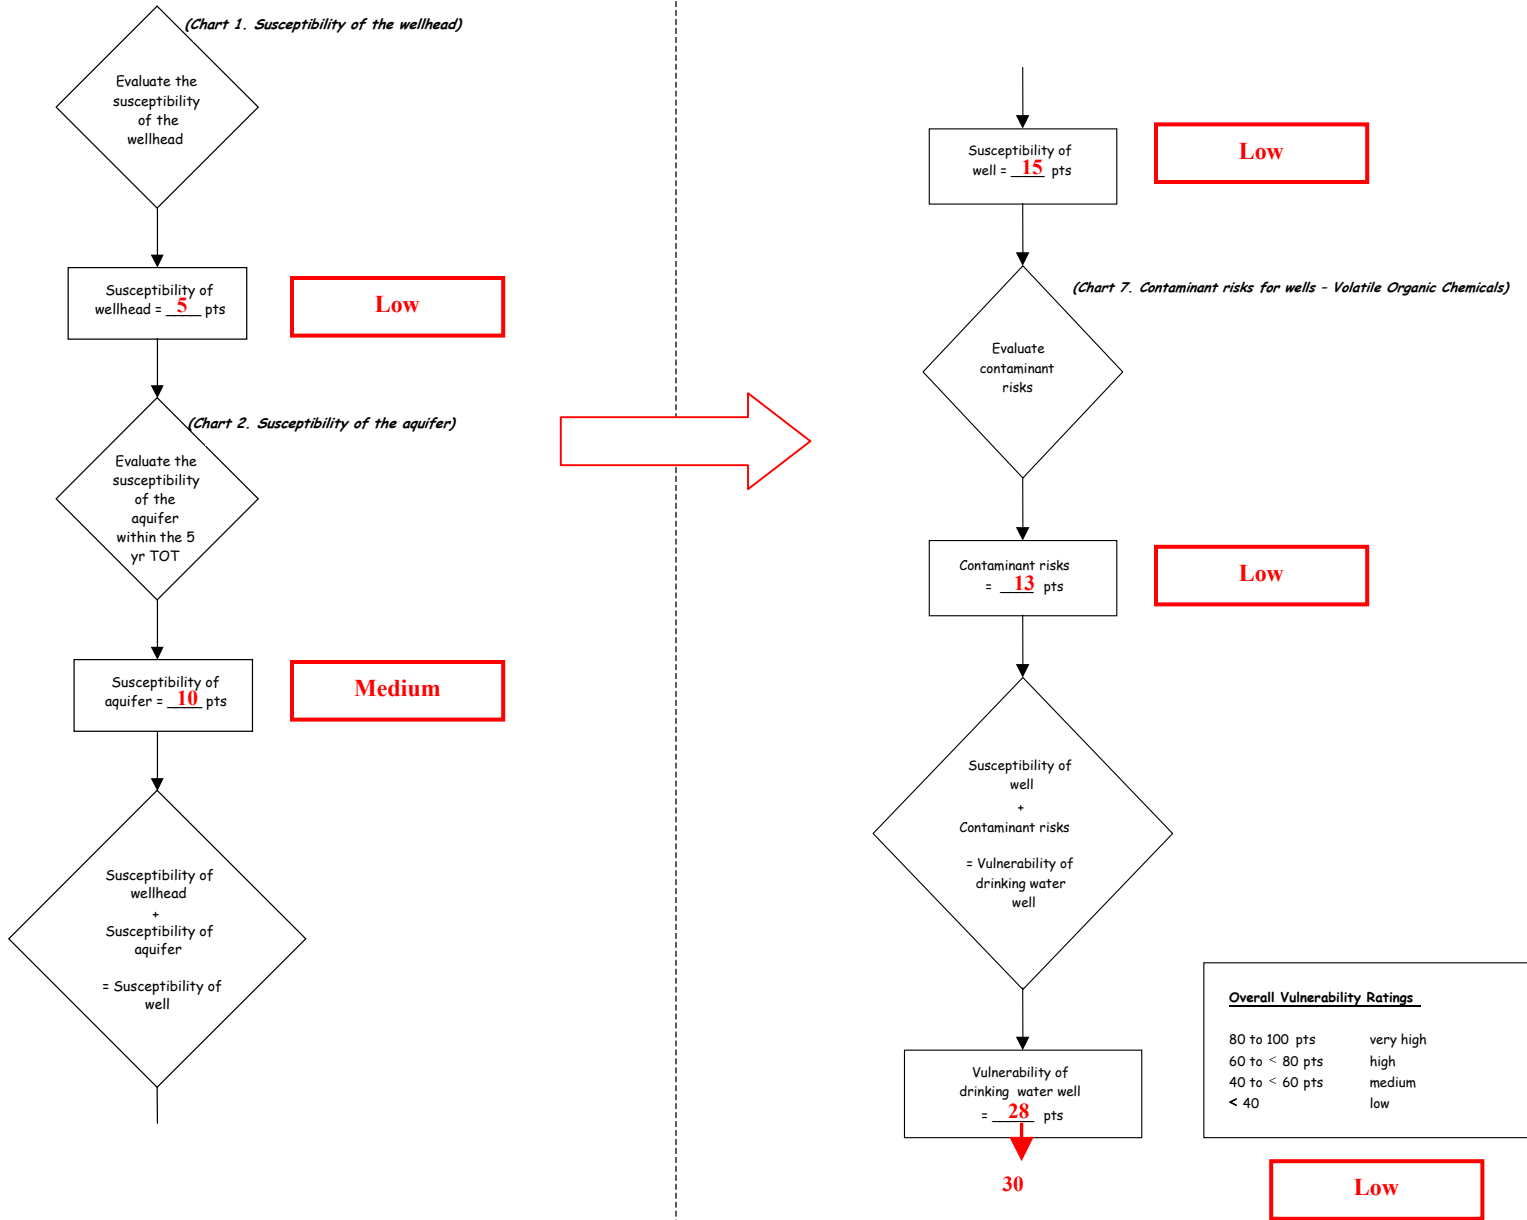 (Chart 1. Susceptibility of the wellhead)
Evaluate the
susceptibility
of the
wellhead
Susceptibility of
wellhead = 5 pts
Low
(Chart 2. Susceptibility of the aquifer)
Evaluate the
susceptibility
of the
aquifer
within the 5
yr TOT
Susceptibility of
aquifer = 10 pts
Medium
Susceptibility of
wellhead
+
Susceptibility of
aquifer
= Susceptibility of
well
Susceptibility of
well = 15 pts
Low
(Chart 7. Contaminant risks for wells – Volatile Organic Chemicals)
Evaluate
contaminant
risks
Contaminant risks
= 13 pts
Low
Susceptibility of
well
+
Contaminant risks
= Vulnerability of
drinking water
well
Vulnerability of
drinking water well
= 28 pts
30
Overall Vulnerability Ratings
80 to 100 pts very high
60 to < 80 pts high
40 to < 60 pts medium
< 40 low
Low